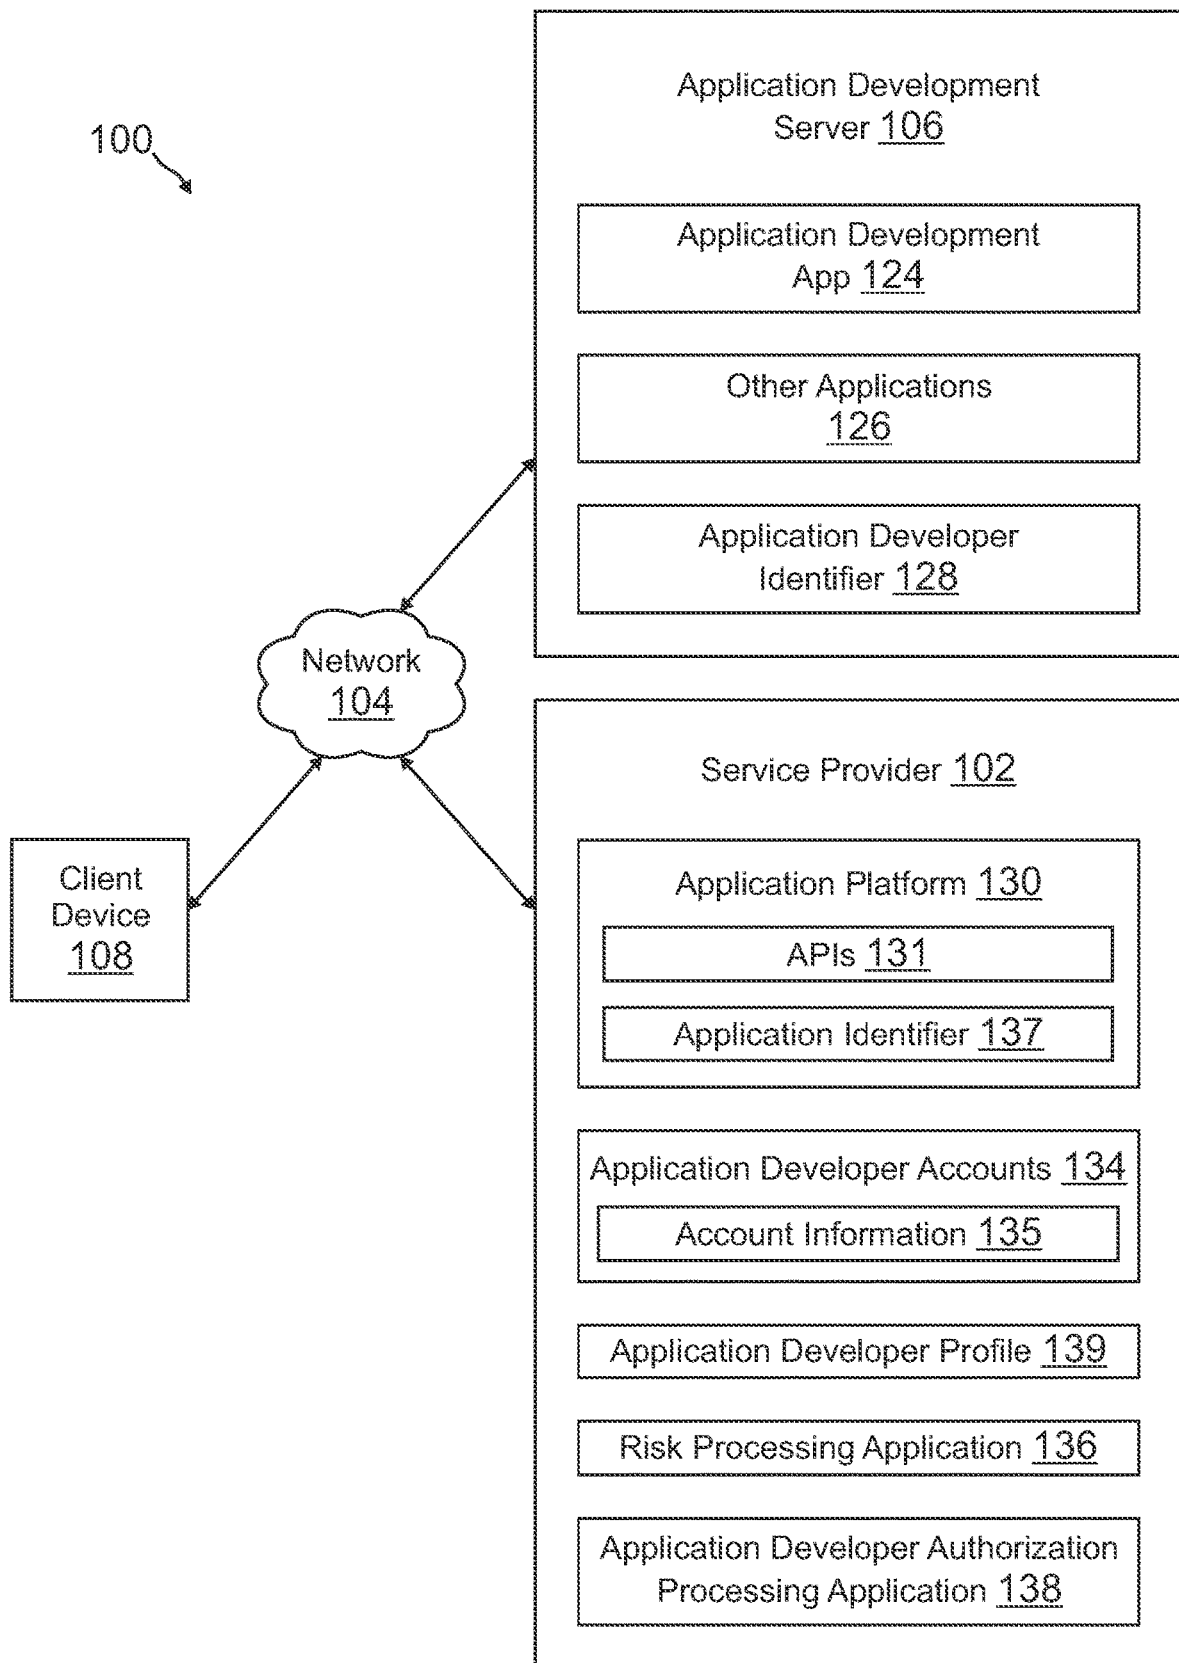 100
Application Development
Server 106
Application Development
App 124
Other Applications
126
Application Developer
Identifier 128
Network
104
Client
Device
108
Service Provider 102
Application Platform 130
APIs 131
Application Identifier 137
Application Developer Accounts 134
Account Information 135
Application Developer Profile 139
Risk Processing Application 136
Application Developer Authorization
Processing Application 138